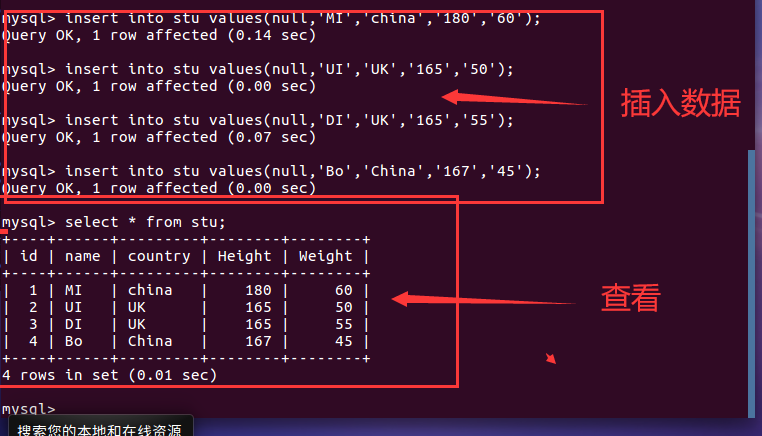 mysql> insert into stu values(null,'MI','china','180','60');
Query OK, 1 row affected (0.14 sec)
mysql> insert into stu values(null,'UI','UK','165','50');
Query OK, 1 row affected (0.00 sec)
插入数据
mysql> insert into stu values(null,'DI','UK','165','55');
Query OK, 1 row affected (0.07 sec)
mysql> insert into stu values(null,'Bo','China','167','45');
Query OK, 1 row affected (0.00 sec)
mysql> select * from stu;
+----+------+---------+--------+--------+
| id | name | country | Height | Weight |
+----+------+---------+--------+--------+
| 1 | MI | china | 180 | 60 |
| 2 | UI | UK | 165 | 50 |
| 3 | DI | UK | 165 | 55 |
| 4 | Bo | China | 167 | 45 |
+----+------+---------+--------+--------+
查看
4 rows in set (0.01 sec)
mysql>
搜索您的本地和在线资源